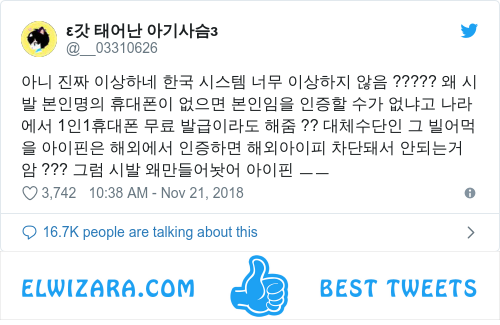 ε갓 태어난 아기사슴з
@__03310626
아니 진짜 이상하네 한국 시스템 너무 이상하지 않음 ????? 왜 시
발 본인명의 휴대폰이 없으면 본인임을 인증할 수가 없냐고 나라
에서 1인1휴대폰 무료 발급이라도 해줌 ?? 대체수단인 그 빌어먹
을 아이핀은 해외에서 인증하면 해외아이피 차단돼서 안되는거
암 ??? 그럼 시발 왜만들어놧어 아이핀 ㅡㅡ
3,742 10:38 AM - Nov 21, 2018
16.7K people are talking about this
ELWIZARA.COM BEST TWEETS